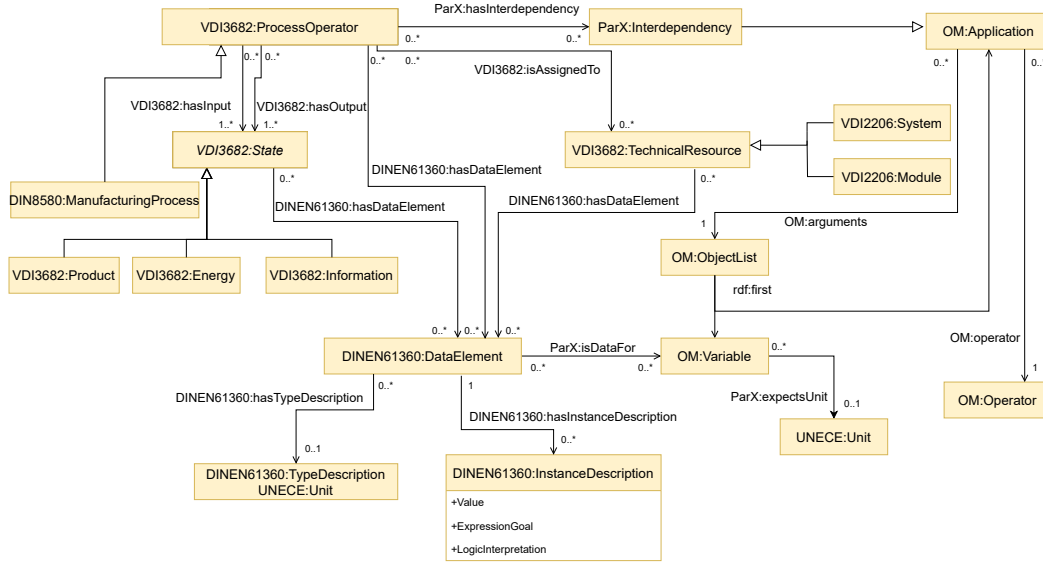 ParX:hasInterdependency
VDI3682:ProcessOperator
ParX:Interdependency
OM:Application
0..*
0..*
0..*
0..*
0..*
0..*
0..*
0..*
0..
VDI3682:isAssignedTo
VDI3682:hasInput
VDI3682:hasOutput
1..*
1..*
0..*
VDI2206:System
VDI3682:State
VDI3682:TechnicalResource
DINEN61360:hasDataElement
0..*
0..*
VDI2206:Module
DIN8580:ManufacturingProcess
DINEN61360:hasDataElement
DINEN61360:hasDataElement
1
OM:arguments
OM:ObjectList
VDI3682:Product
VDI3682:Energy
VDI3682:Information
rdf:first
0..*
0..*
0..*
OM:operator
ParX:isDataFor
DINEN61360:DataElement
OM:Variable
0..*
0..*
0..*
0..*
1
1
ParX:expectsUnit
DINEN61360:hasTypeDescription
OM:Operator
0..1
DINEN61360:hasInstanceDescription
UNECE:Unit
0..1
0..*
DINEN61360:TypeDescription
UNECE:Unit
DINEN61360:InstanceDescription
+Value
+ExpressionGoal
+LogicInterpretation